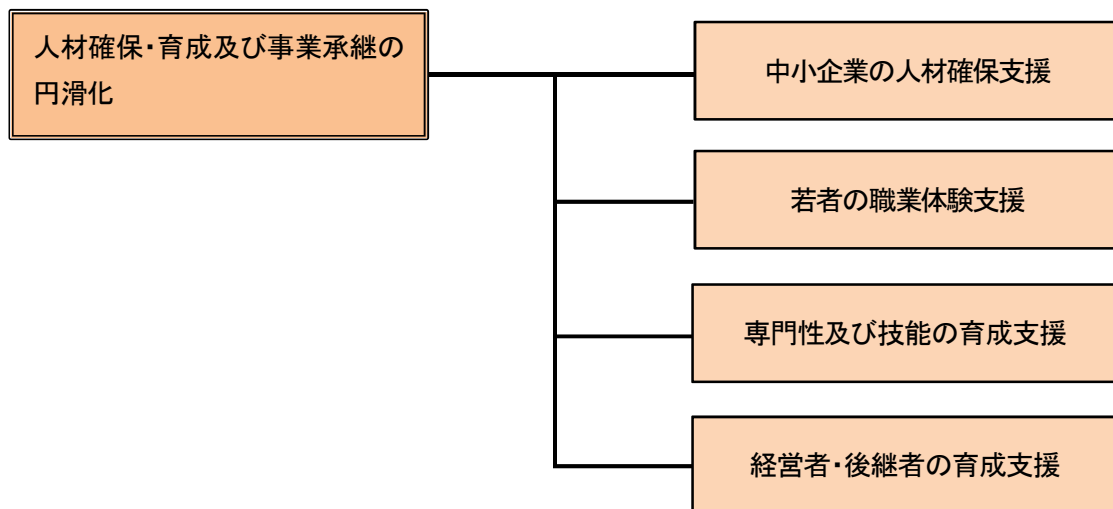 人材確保・育成及び事業承継の
円滑化
中小企業の人材確保支援
若者の職業体験支援
専門性及び技能の育成支援
経営者・後継者の育成支援